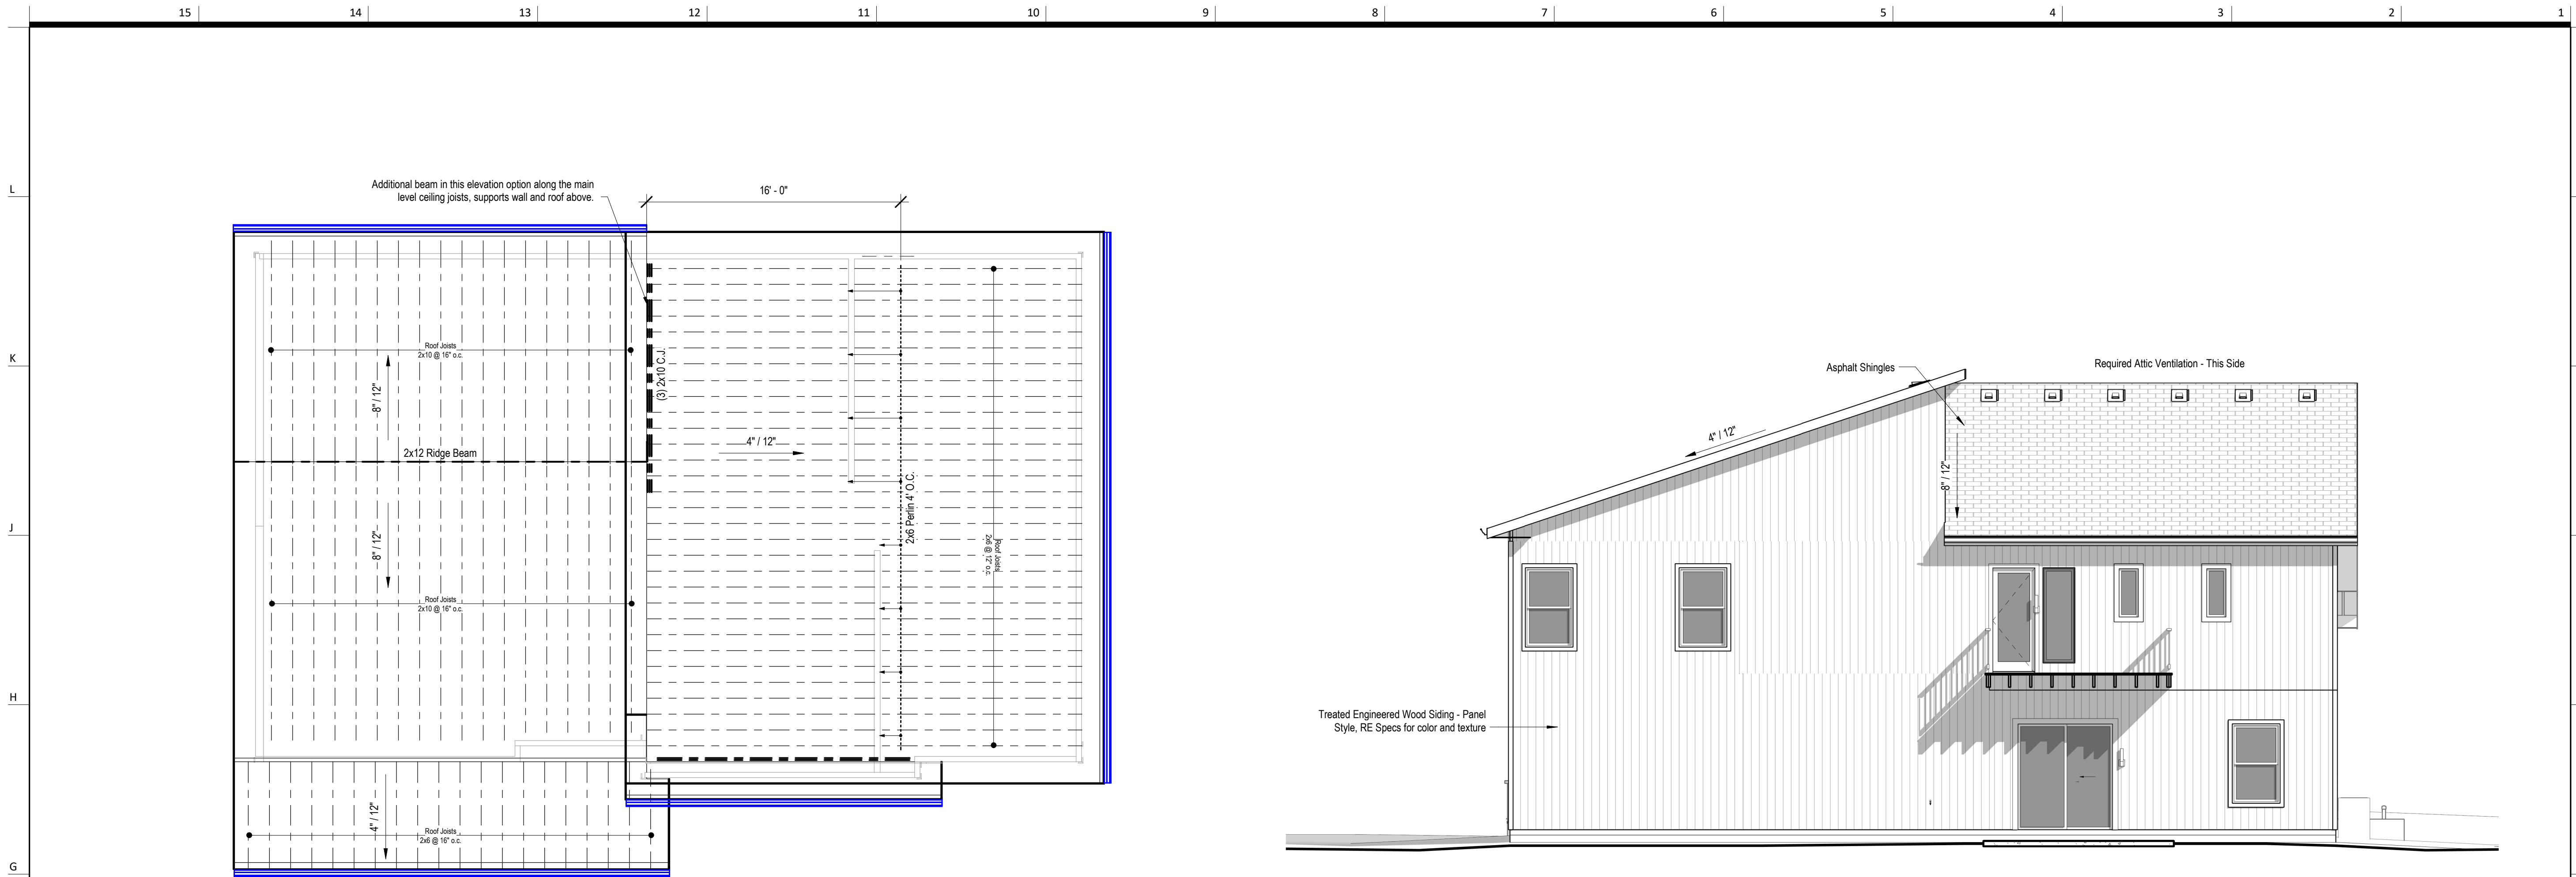 15 14 13 12 11 10 9 8 7 6 5 4 3 2 1
L
K
J
H
G
Additional beam in this elevation option along the main
level ceiling joists, supports wall and roof above.
16' - 0"
Roof Joists
2x10 @ 16" o.c.
8" / 12"
2x12 Ridge Beam
8" / 12"
Roof Joists
2x10 @ 16" o.c.
4" / 12"
Roof Joists
2x6 @ 16" o.c.
(3) 2x10 C.J.
4" / 12"
2x6 Perlin 4' O.C.
Roof Joists
2x6 @ 12" o.c.
Asphalt Shingles
Required Attic Ventilation - This Side
4" / 12"
8" / 12"
Treated Engineered Wood Siding - Panel
Style, RE Specs for color and texture